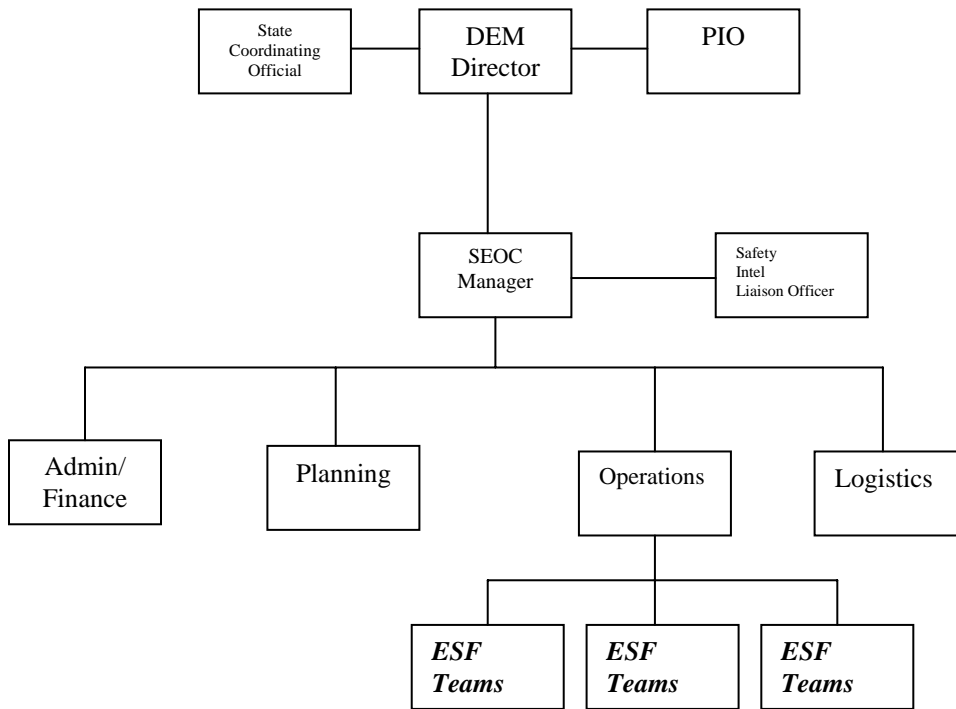 State
Coordinating
Official
DEM
Director
PIO
SEOC
Manager
Safety
Intel
Liaison Officer
Admin/
Finance
Planning
Operations
Logistics
ESF
Teams
ESF
Teams
ESF
Teams